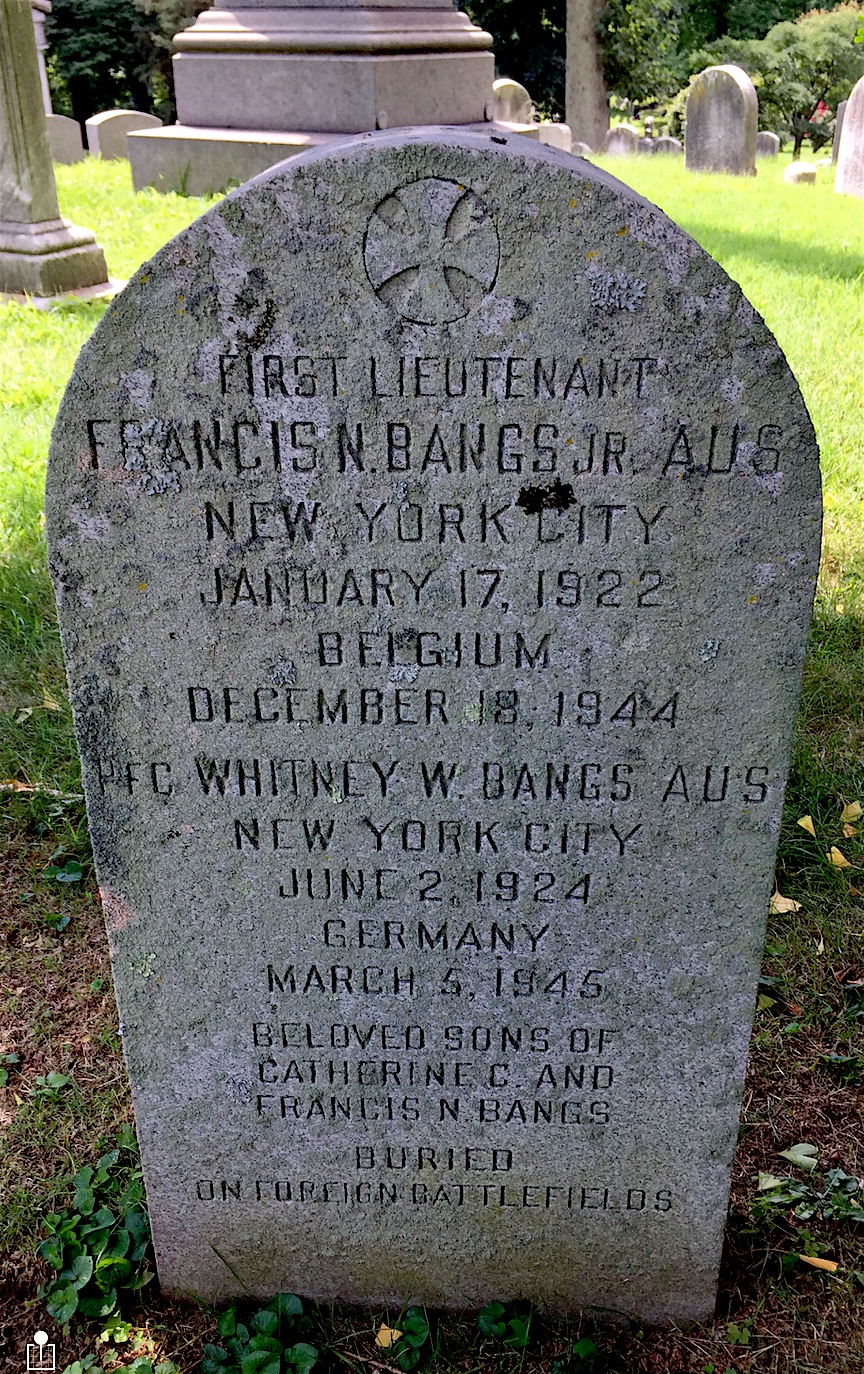 FIRST LIEUTENANT
FRANCIS N. BANGS JR. AUS
NEW YORK CITY
JANUARY 17, 1922
BELGIUM
DECEMBER 18, 1944
PFC WHITNEY W. BANGS AUS
NEW YORK CITY
JUNE 2, 1924
GERMANY
MARCH 5, 1945
BELOVED SONS OF
CATHERINE C. AND
FRANCIS N. BANGS
BURIED
ON FOREIGN BATTLEFIELDS